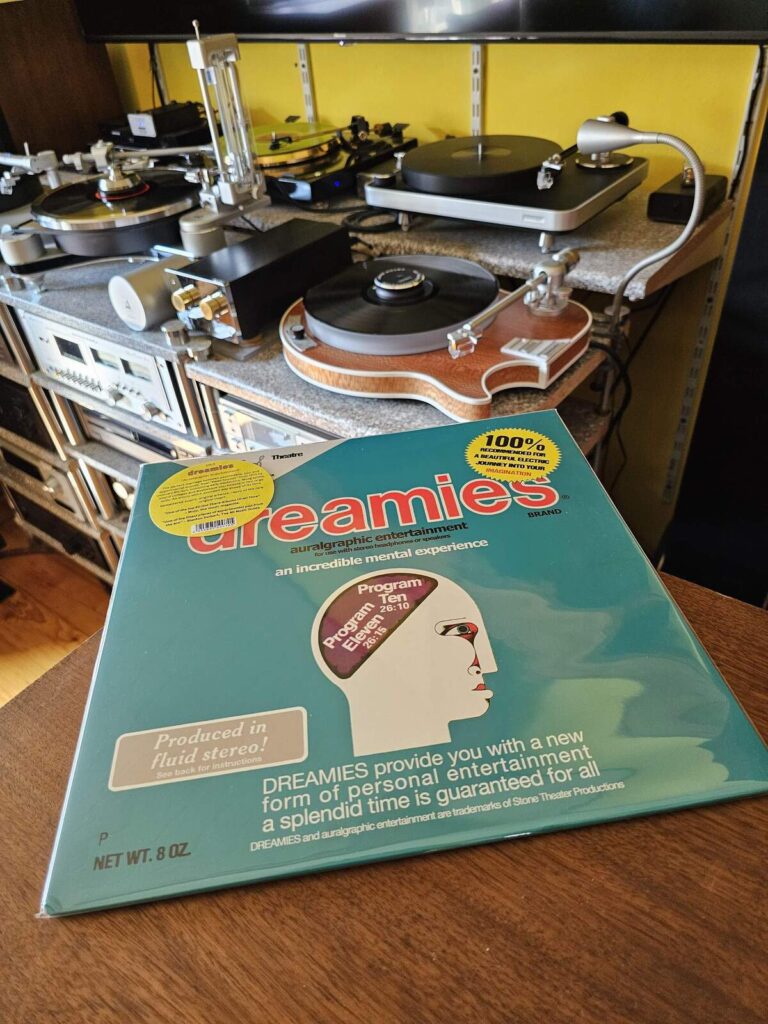 Theatre
100%
RECOMMENDED FOR
A BEAUTIFUL ELECTRIC
JOURNEY INTO YOUR
IMAGINATION
dreamies
dreamies
®
BRAND
auralgraphic entertainment
for use with stereo headphones or speakers
an incredible mental experience
Program
Ten
26:10
Program
Eleven
26:15
Produced in
fluid stereo!
See back for instructions
DREAMIES provide you with a new
form of personal entertainment
a splendid time is guaranteed for all
DREAMIES and auralgraphic entertainment are trademarks of Stone Theater Productions
P
NET WT. 8 OZ.